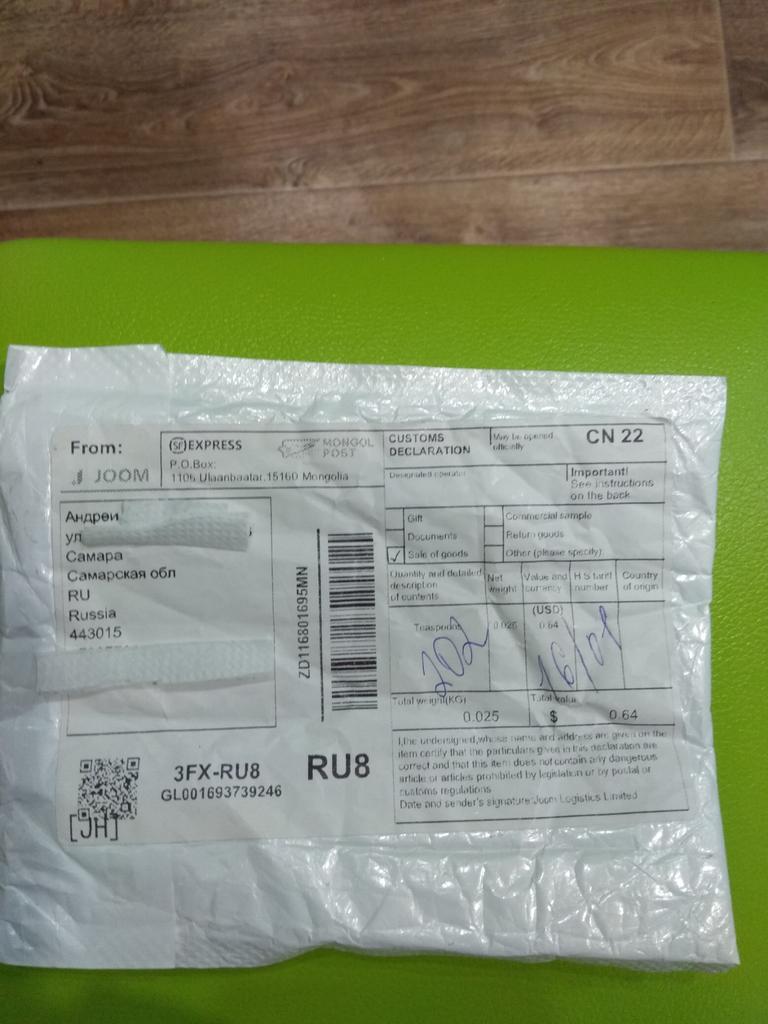 From:
JOOM
SF EXPRESS
MONGOL
POST
P.O.Box:
1106 Ulaanbaatar,15160 Mongolia
CUSTOMS
DECLARATION
May be opened
officially
CN 22
Designated operator
Important!
See instructions
on the back
Gift
Commercial sample
Documents
Return goods
✓ Sale of goods
Other (please specify)
Quantity and detailed
description
of contents
Net
weight
Value and
currency
H S tariff
number
Country
of origin
(USD)
0.025
0.64
202
16/01
Total weight(KG)
Total value
0.025
$ 0.64
I,the undersigned,whose name and address are given on the
item certify that the particulars given in this declaration are
correct and that this item does not contain any dangerous
article or articles prohibited by legislation or by postal or
customs regulations
Date and sender's signature:Joom Logistics Limited
Андрей
ул
Самара
Самарская обл
RU
Russia
443015
ZD116801695MN
3FX-RU8
GL001693739246
RU8
[JH]